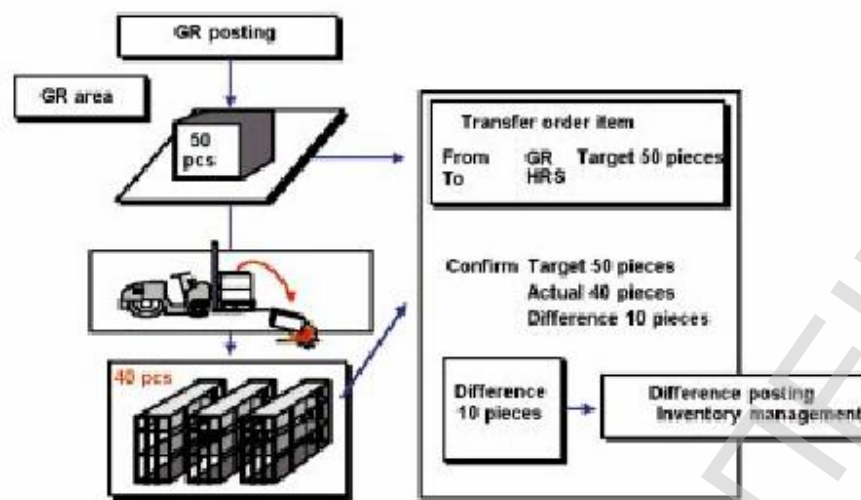 GR posting
GR area
50
pcs
Transfer order item
From GR Target 50 pieces
To HRS
Confirm Target 50 pieces
Actual 40 pieces
Difference 10 pieces
40 pcs
Difference
10 pieces
Difference posting
Inventory management